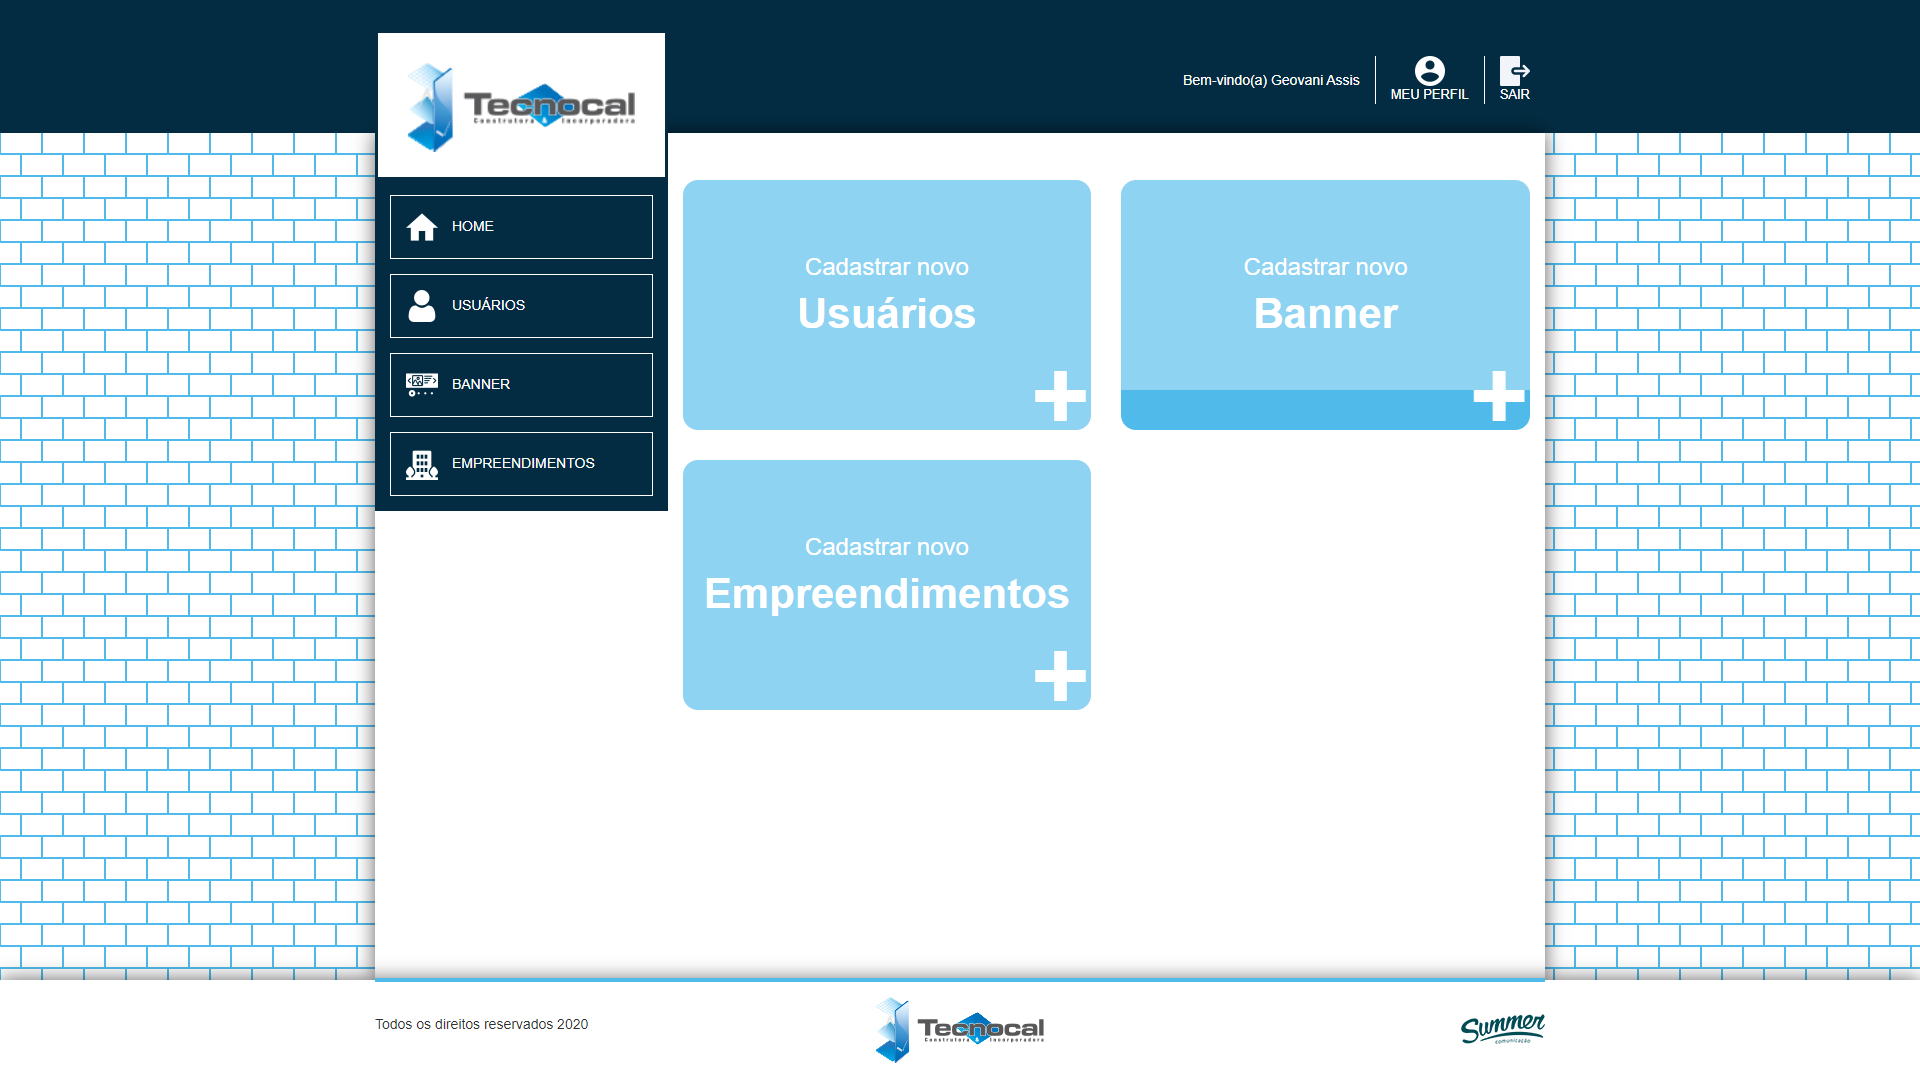 Tecnocal
Construtora & Incorporadora
Bem-vindo(a) Geovani Assis
MEU PERFIL
SAIR
HOME
USUÁRIOS
BANNER
EMPREENDIMENTOS
Cadastrar novo
Usuários
Cadastrar novo
Banner
Cadastrar novo
Empreendimentos
Todos os direitos reservados 2020
Tecnocal
Construtora & Incorporadora
Summer
comunicação